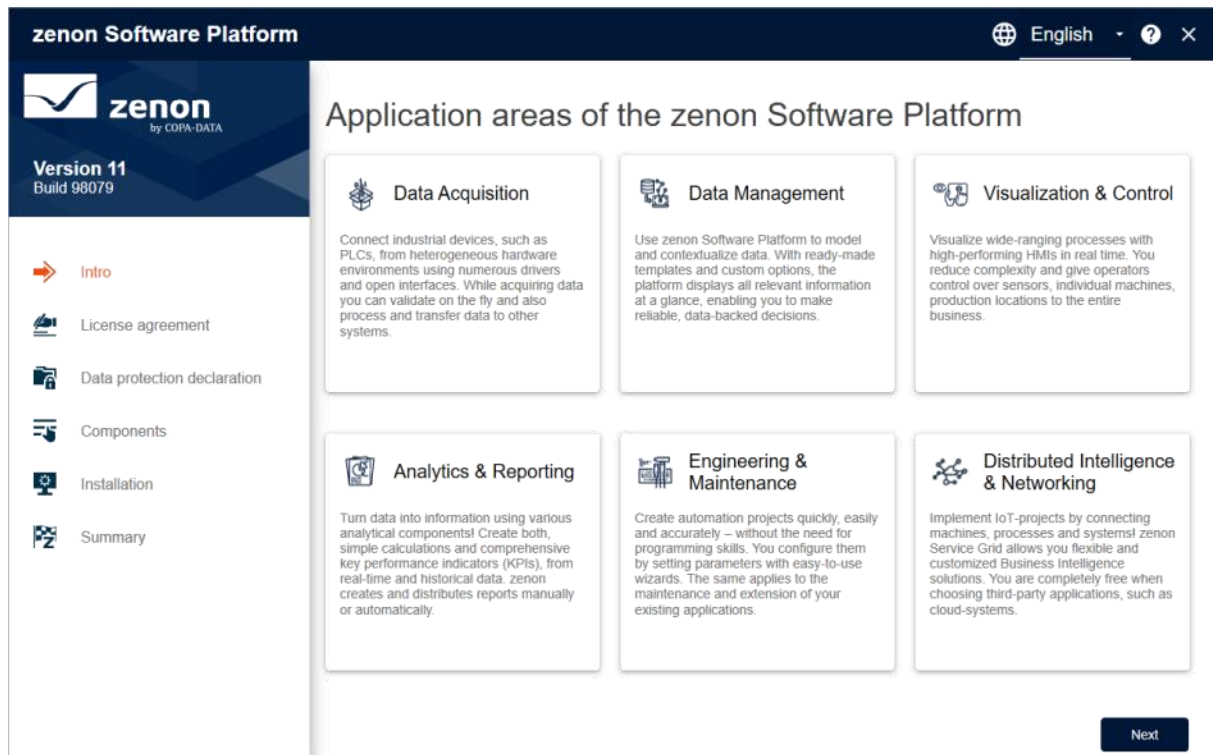 zenon Software Platform
English
zenon
by COPA-DATA
Version 11
Build 98079
Intro
License agreement
Data protection declaration
Components
Installation
Summary
Application areas of the zenon Software Platform
Data Acquisition
Connect industrial devices, such as
PLCs, from heterogeneous hardware
environments using numerous drivers
and open interfaces. While acquiring data
you can validate on the fly and also
process and transfer data to other
systems.
Data Management
Use zenon Software Platform to model
and contextualize data. With ready-made
templates and custom options, the
platform displays all relevant information
at a glance, enabling you to make
reliable, data-backed decisions.
Visualization & Control
Visualize wide-ranging processes with
high-performing HMIs in real time. You
reduce complexity and give operators
control over sensors, individual machines,
production locations to the entire
business.
Analytics & Reporting
Turn data into information using various
analytical components! Create both,
simple calculations and comprehensive
key performance indicators (KPIs), from
real-time and historical data. zenon
creates and distributes reports manually
or automatically.
Engineering &
Maintenance
Create automation projects quickly, easily
and accurately – without the need for
programming skills. You configure them
by setting parameters with easy-to-use
wizards. The same applies to the
maintenance and extension of your
existing applications.
Distributed Intelligence
& Networking
Implement IoT-projects by connecting
machines, processes and systems! zenon
Service Grid allows you flexible and
customized Business Intelligence
solutions. You are completely free when
choosing third-party applications, such as
cloud-systems.
Next